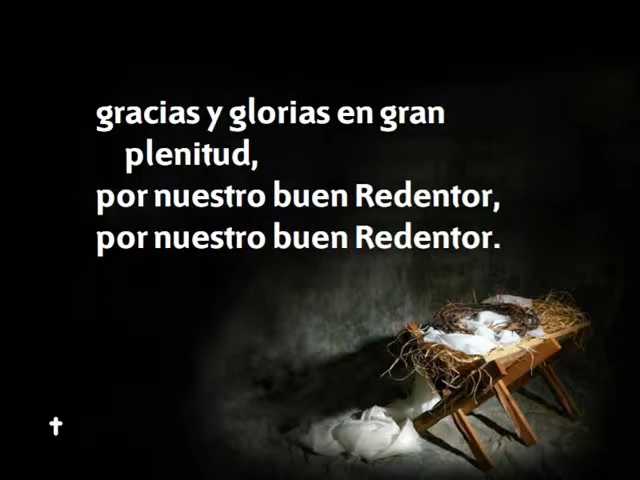 gracias y glorias en gran
plenitud,
por nuestro buen Redentor,
por nuestro buen Redentor.